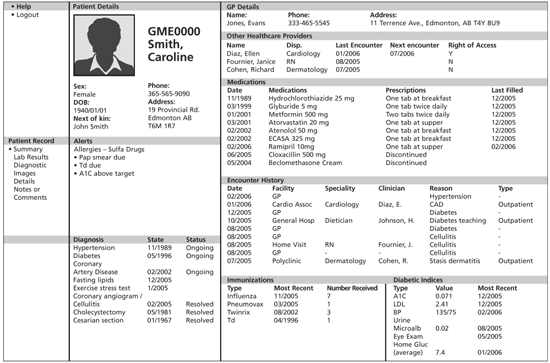 • Help
• Logout
Patient Record
• Summary
Lab Results
Diagnostic
Images
Details
Notes or
Comments
Patient Details
GME0000
Smith,
Caroline
Sex:
Female
DOB:
1940/01/01
Next of kin:
John Smith
Phone:
365-565-9090
Address:
19 Provincial Rd.
Edmonton AB
T6M 1R7
Alerts
Allergies – Sulfa Drugs
• Pap smear due
• Td due
• A1C above target
Diagnosis State Status
Hypertension 11/1989 Ongoing
Diabetes 05/1996 Ongoing
Coronary
Artery Disease 02/2002 Ongoing
Fasting lipids 12/2005
Exercise stress test 1/2005
Coronary angiogram /
Cellulitis 02/2005 Resolved
Cholecystectomy 05/1981 Resolved
Cesarian section 01/1967 Resolved
GP Details
Name: Phone: Address:
Jones, Evans 333-465-5545 11 Terrence Ave., Edmonton, AB T4Y 8U9
Other Healthcare Providers
Name Disp. Last Encounter Next encounter Right of Access
Diaz, Ellen Cardiology 01/2006 07/2006 Y
Fournier, Janice RN 08/2005 N
Cohen, Richard Dermatology 07/2005 N
Medications
Date Medications Prescriptions Last Filled
11/1989 Hydrochlorothiazide 25 mg One tab at breakfast 12/2005
03/1999 Glyburide 5 mg One tab twice daily 12/2005
01/2001 Metformin 500 mg Two tabs twice daily 12/2005
03/2001 Atorvastatin 20 mg One tab at supper 12/2005
02/2002 Atenolol 50 mg One tab at breakfast 12/2005
02/2002 ECASA 325 mg One tab at breakfast 12/2005
02/2006 Ramipril 10mg One tab at supper 02/2006
06/2005 Cloxacillin 500 mg Discontinued
05/2004 Beclomethasone Cream Discontinued
Encounter History
Date Facility Speciality Clinician Reason Type
02/2006 GP Hypertension -
01/2006 Cardio Assoc Cardiology Diaz, E. CAD Outpatient
12/2005 GP Diabetes -
10/2005 General Hosp Dietician Johnson, H. Diabetes teaching Outpatient
08/2005 GP Diabetes -
08/2005 GP Cellulitis -
08/2005 Home Visit RN Fournier, J. Cellulitis -
08/2005 GP - - Cellulitis -
07/2005 Polyclinic Dermatology Cohen, R. Stasis dermatitis Outpatient
Immunizations
Type Most Recent Number Received
Influenza 11/2005 7
Pneumovax 03/2005 1
Twinrix 08/2002 3
Td 04/1996 1
Diabetic Indices
Type Value Most Recent
A1C 0.071 12/2005
LDL 2.41 12/2005
BP 135/75 02/2006
Urine
Microalb 0.02 08/2005
Eye Exam 05/2005
Home Gluc
(average) 7.4 01/2006